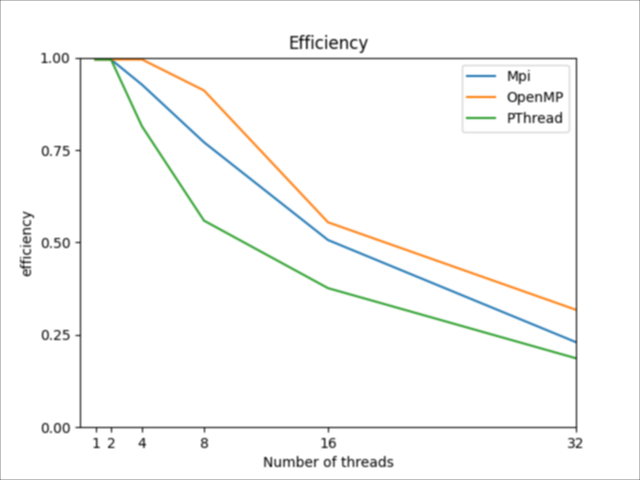 Efficiency
1.00
0.75
0.50
0.25
0.00
efficiency
Mpi
OpenMP
PThread
1 2 4 8 16 32
Number of threads